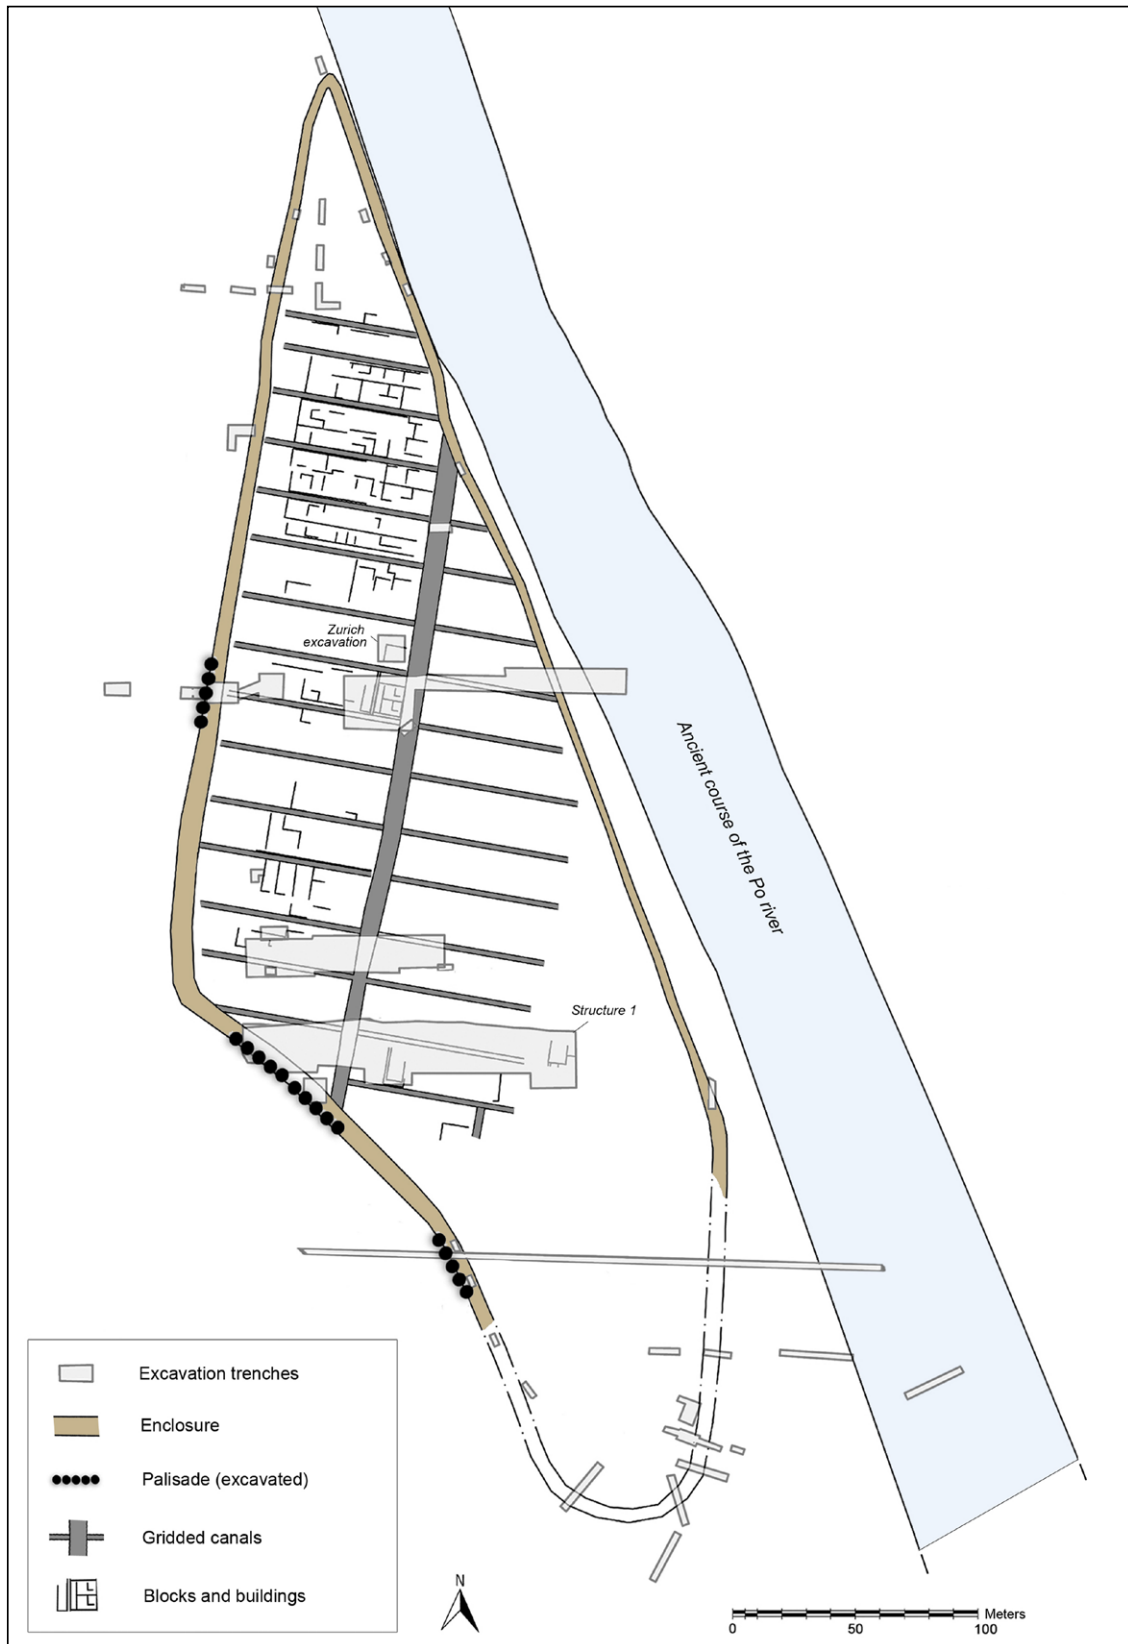 Zurich
excavation
Ancient course of the Po river
Structure 1
Excavation trenches
Enclosure
Palisade (excavated)
Gridded canals
Blocks and buildings
N
Meters
0 50 100